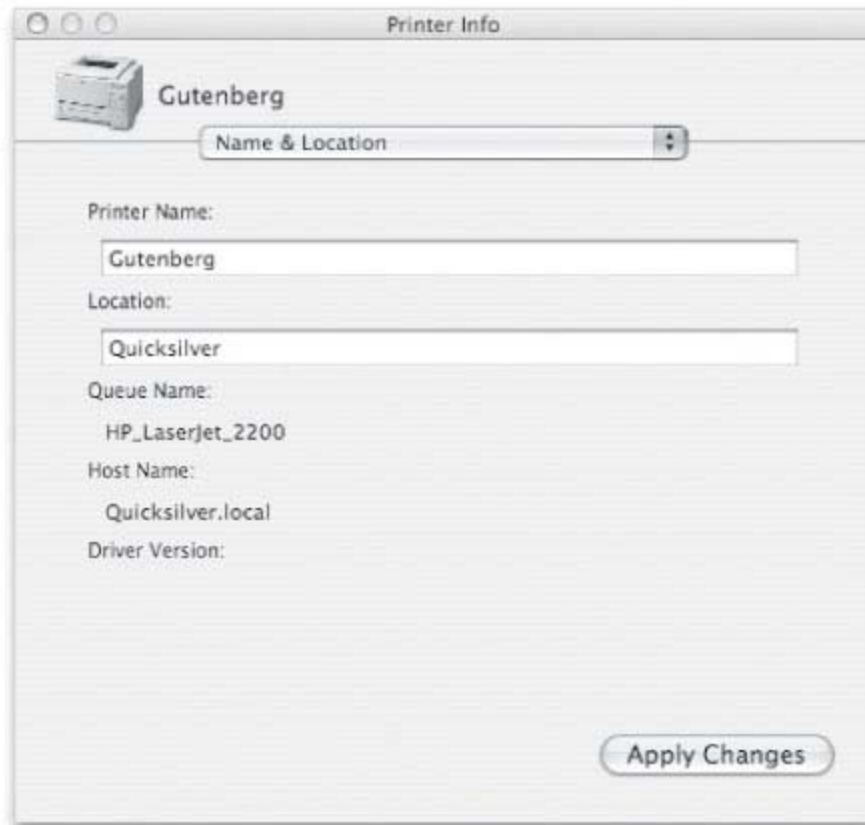 Printer Info
Gutenberg
Name & Location
Printer Name:
Gutenberg
Location:
Quicksilver
Queue Name:
HP_LaserJet_2200
Host Name:
Quicksilver.local
Driver Version:
Apply Changes